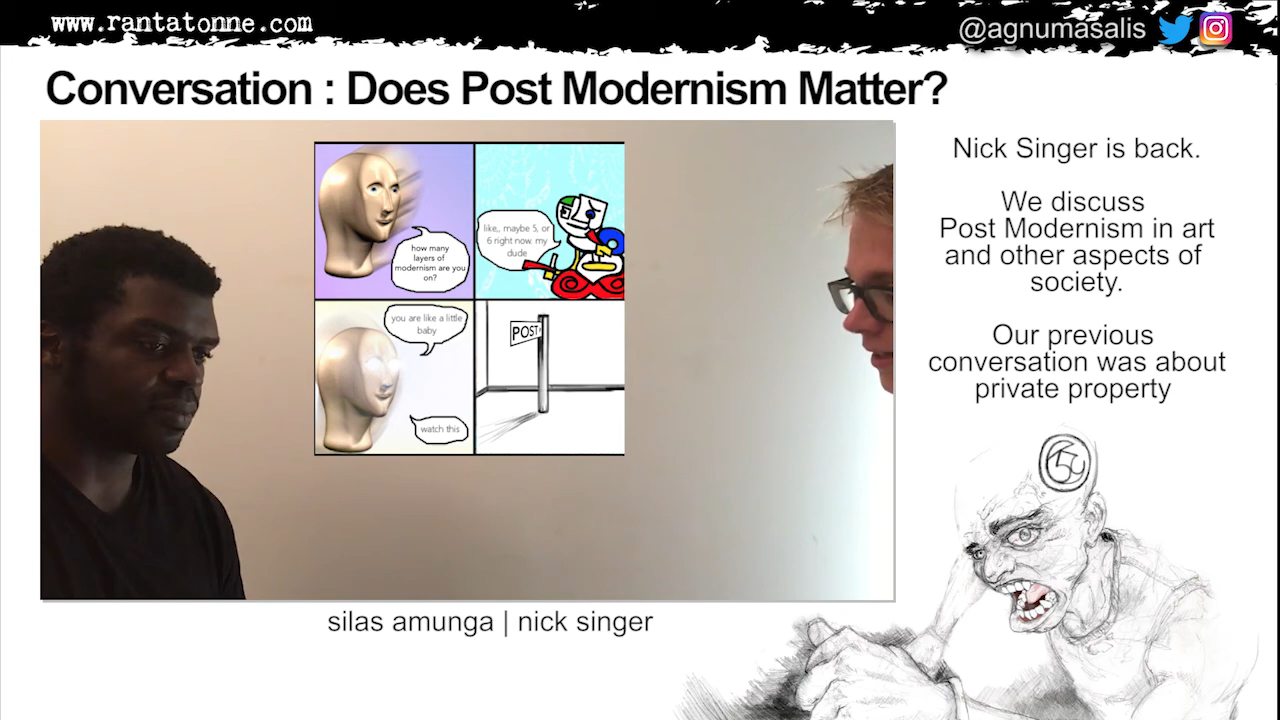 www.rantatonne.com
@agnumasalis
Conversation : Does Post Modernism Matter?
Nick Singer is back.
We discuss
Post Modernism in art
and other aspects of
society.
Our previous
conversation was about
private property
how many
layers of
modernism are you
on?
like,, maybe 5, or
6 right now. my
dude
you are like a little
baby
watch this
POST-
silas amunga | nick singer